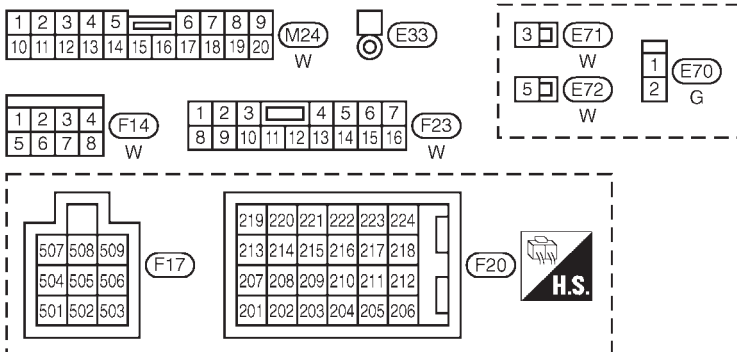 1 2 3 4 5 6 7 8 9
10 11 12 13 14 15 16 17 18 19 20
M24
W
E33
3
E71
W
5
E72
W
1
2
E70
G
1 2 3 4
5 6 7 8
F14
W
1 2 3 4 5 6 7
8 9 10 11 12 13 14 15 16
F23
W
507 508 509
504 505 506
501 502 503
F17
219 220 221 222 223 224
213 214 215 216 217 218
207 208 209 210 211 212
201 202 203 204 205 206
F20
H.S.